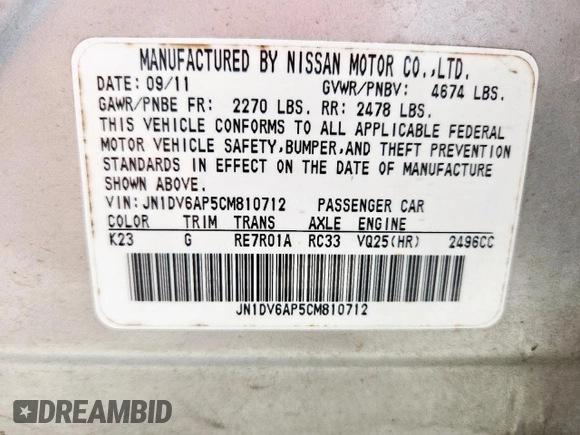 MANUFACTURED BY NISSAN MOTOR CO.,LTD.
DATE: 09/11 GVWR/PNBV: 4674 LBS.
GAWR/PNBE FR: 2270 LBS. RR: 2478 LBS.
THIS VEHICLE CONFORMS TO ALL APPLICABLE FEDERAL
MOTOR VEHICLE SAFETY,BUMPER,AND THEFT PREVENTION
STANDARDS IN EFFECT ON THE DATE OF MANUFACTURE
SHOWN ABOVE.
VIN: JN1DV6AP5CM810712 PASSENGER CAR
COLOR TRIM TRANS AXLE ENGINE
K23 G RE7R01A RC33 VQ25(HR) 2496CC
JN1DV6AP5CM810712
DREAMBID